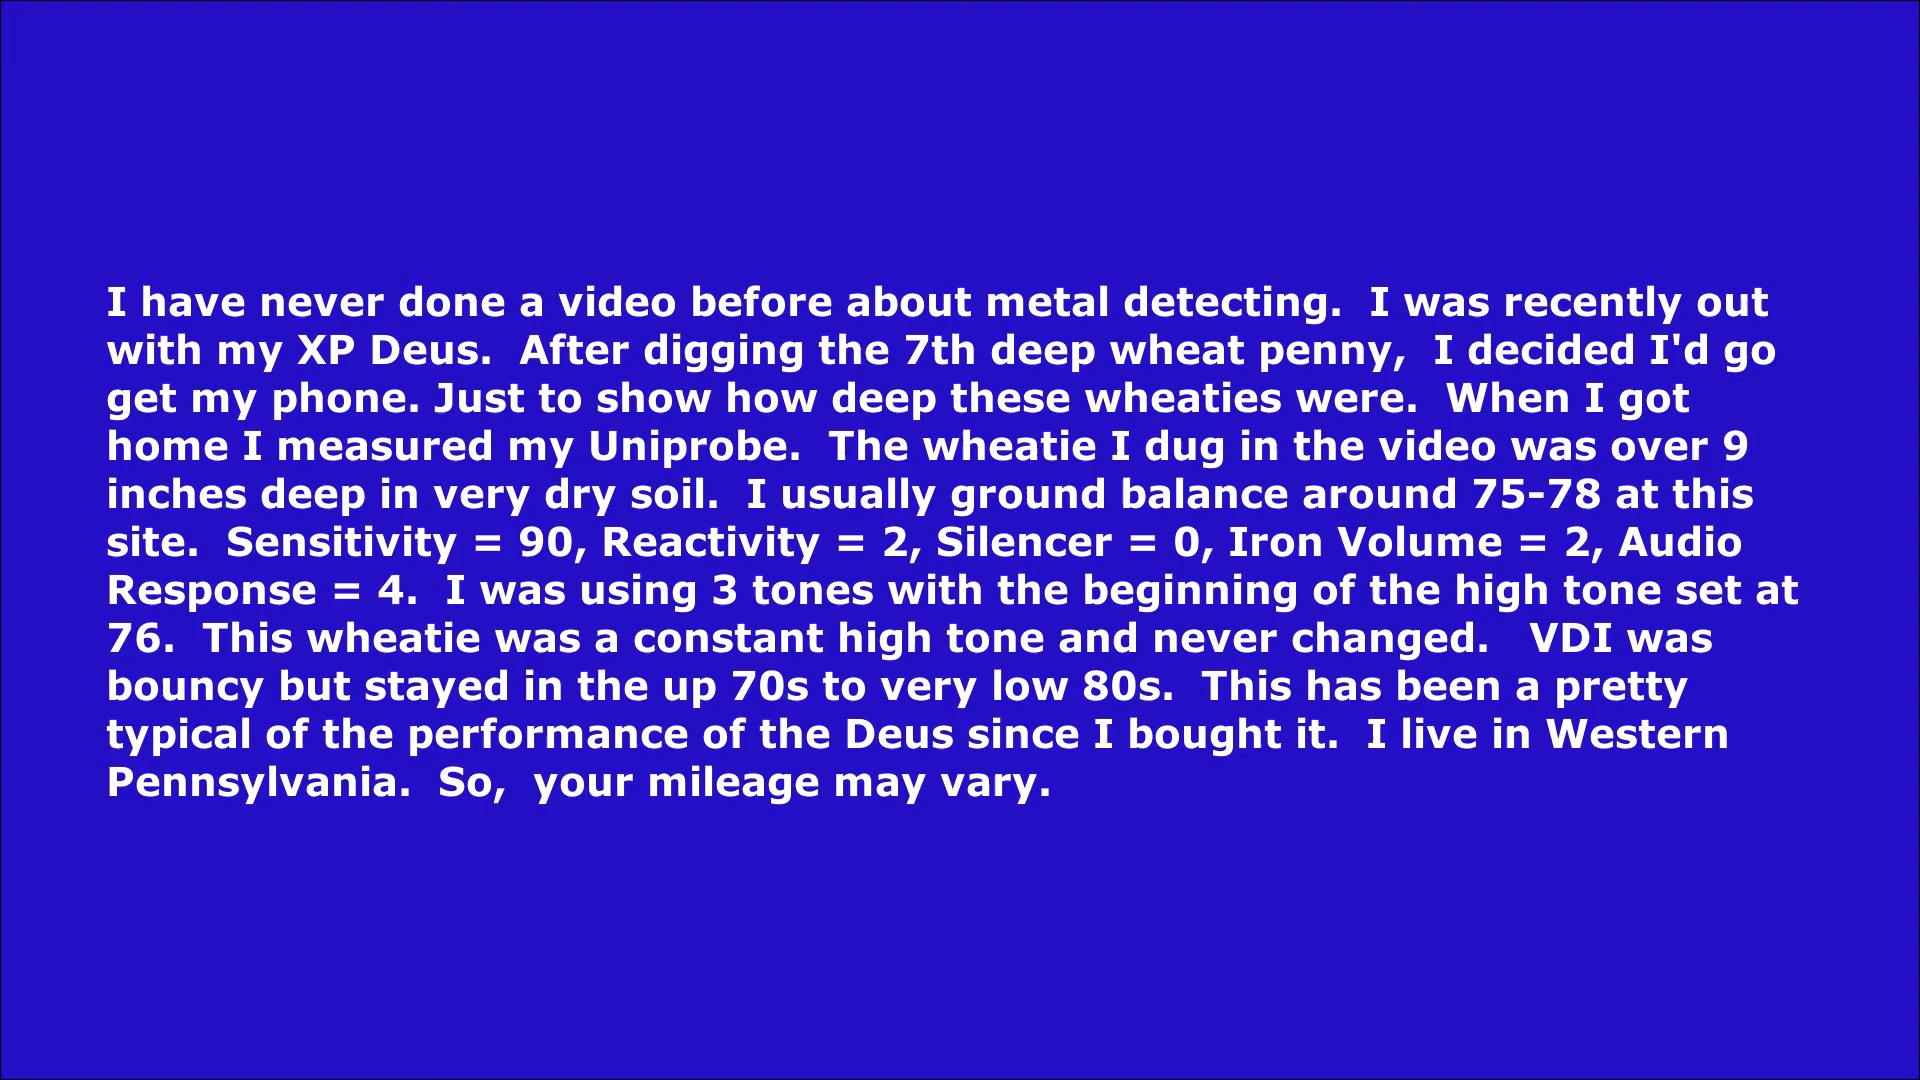 I have never done a video before about metal detecting.  I was recently out
with my XP Deus.  After digging the 7th deep wheat penny,  I decided I'd go
get my phone. Just to show how deep these wheaties were.  When I got
home I measured my Uniprobe.  The wheatie I dug in the video was over 9
inches deep in very dry soil.  I usually ground balance around 75-78 at this
site.  Sensitivity = 90, Reactivity = 2, Silencer = 0, Iron Volume = 2, Audio
Response = 4.  I was using 3 tones with the beginning of the high tone set at
76.  This wheatie was a constant high tone and never changed.   VDI was
bouncy but stayed in the up 70s to very low 80s.  This has been a pretty
typical of the performance of the Deus since I bought it.  I live in Western
Pennsylvania.  So,  your mileage may vary.